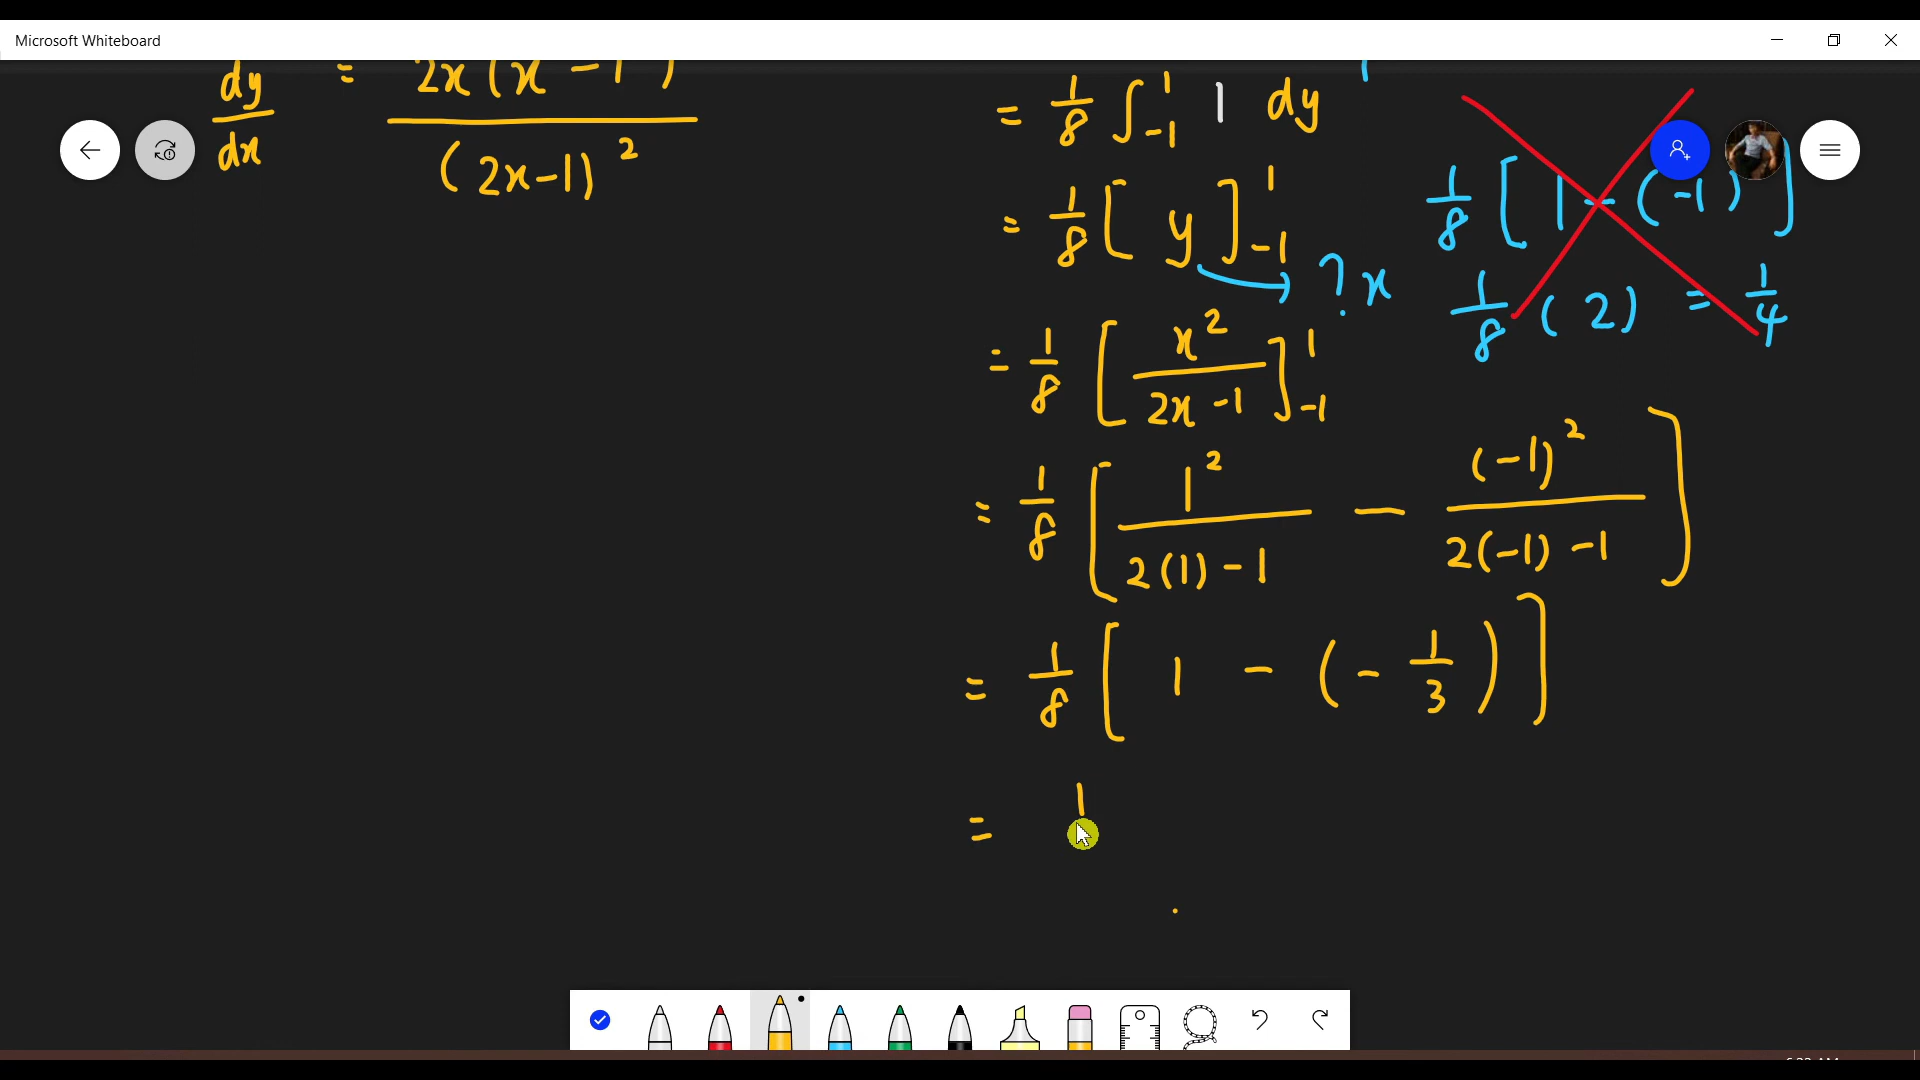 Microsoft Whiteboard
dy/dx = 2x(x-1)/(2x-1)²
= 1/8 ∫₋₁¹ 1 dy
= 1/8 [ y ]₋₁¹
? x
= 1/8 [ x²/(2x-1) ]₋₁¹
= 1/8 [ 1²/(2(1)-1) - (-1)²/(2(-1)-1) ]
= 1/8 [ 1 - (-1/3) ]
= 1
1/8 [ 1 - (-1) ]
1/8 (2) = 1/4